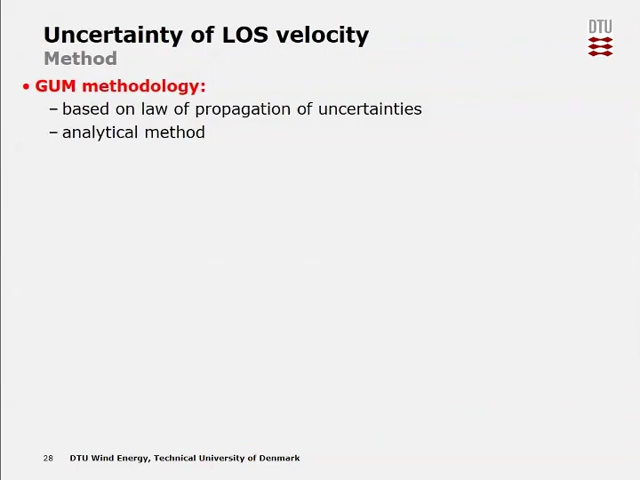 Uncertainty of LOS velocity
DTU
Method
• GUM methodology:
– based on law of propagation of uncertainties
– analytical method
28 DTU Wind Energy, Technical University of Denmark